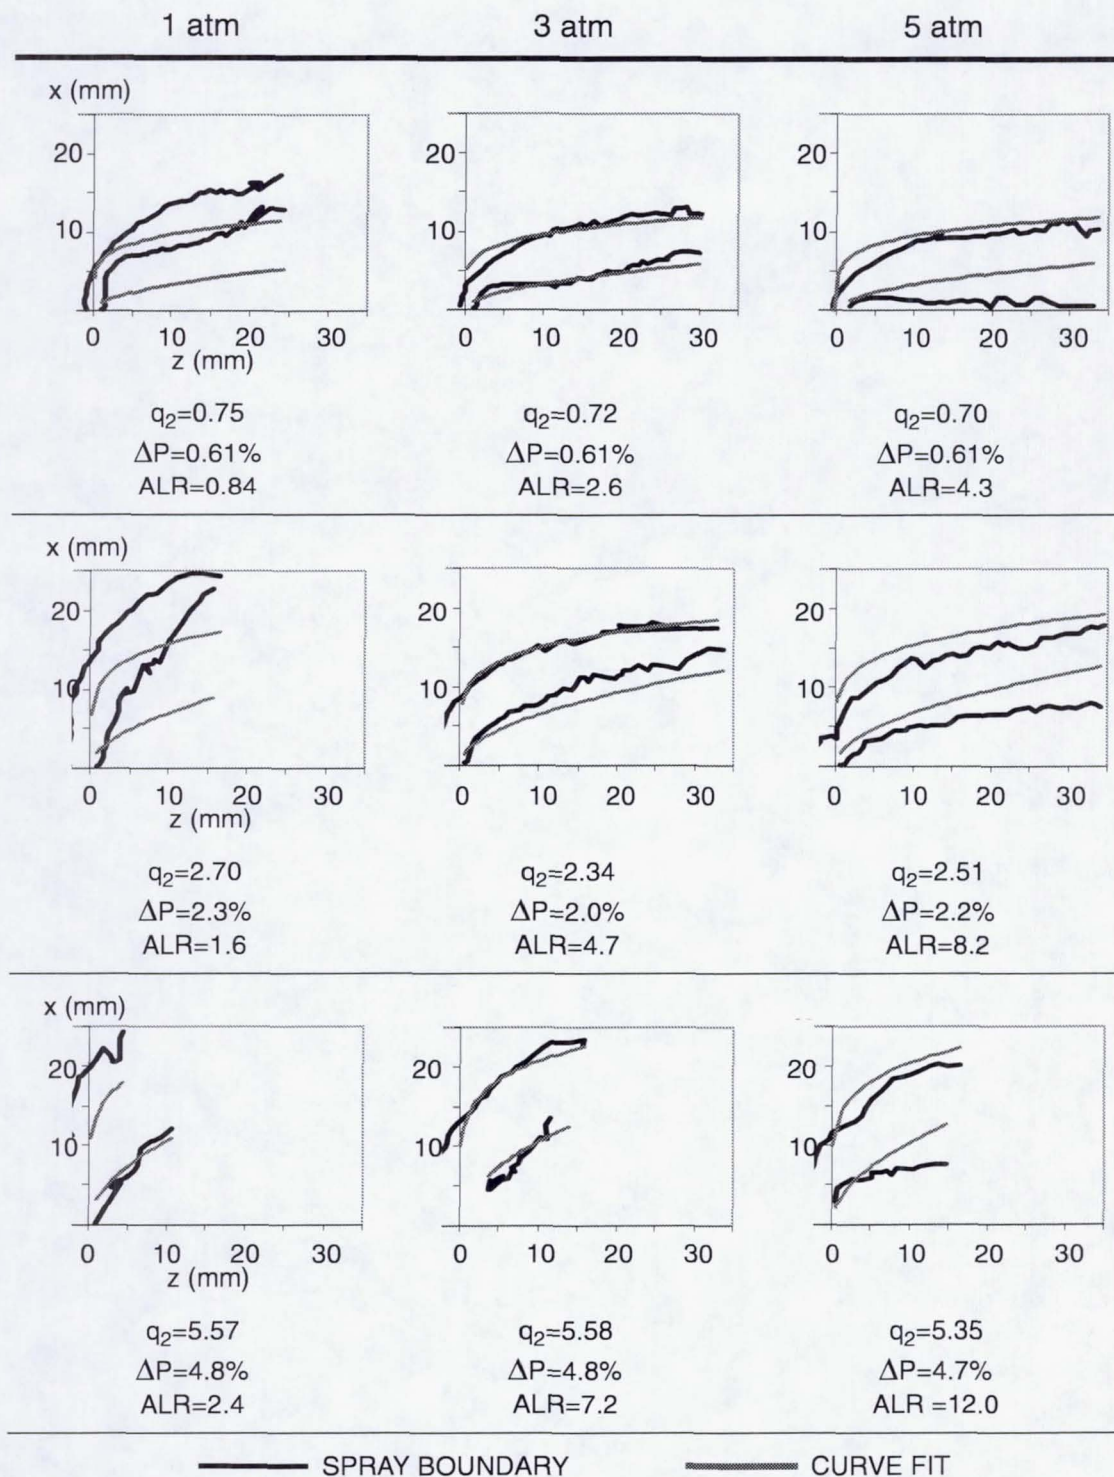 1 atm 3 atm 5 atm
x (mm)
20 20 20
10 10 10
0 10 20 30 0 10 20 30 0 10 20 30
z (mm)
q2=0.75 q2=0.72 q2=0.70
ΔP=0.61% ΔP=0.61% ΔP=0.61%
ALR=0.84 ALR=2.6 ALR=4.3
x (mm)
20 20 20
10 10 10
0 10 20 30 0 10 20 30 0 10 20 30
z (mm)
q2=2.70 q2=2.34 q2=2.51
ΔP=2.3% ΔP=2.0% ΔP=2.2%
ALR=1.6 ALR=4.7 ALR=8.2
x (mm)
20 20 20
10 10 10
0 10 20 30 0 10 20 30 0 10 20 30
z (mm)
q2=5.57 q2=5.58 q2=5.35
ΔP=4.8% ΔP=4.8% ΔP=4.7%
ALR=2.4 ALR=7.2 ALR =12.0
SPRAY BOUNDARY CURVE FIT